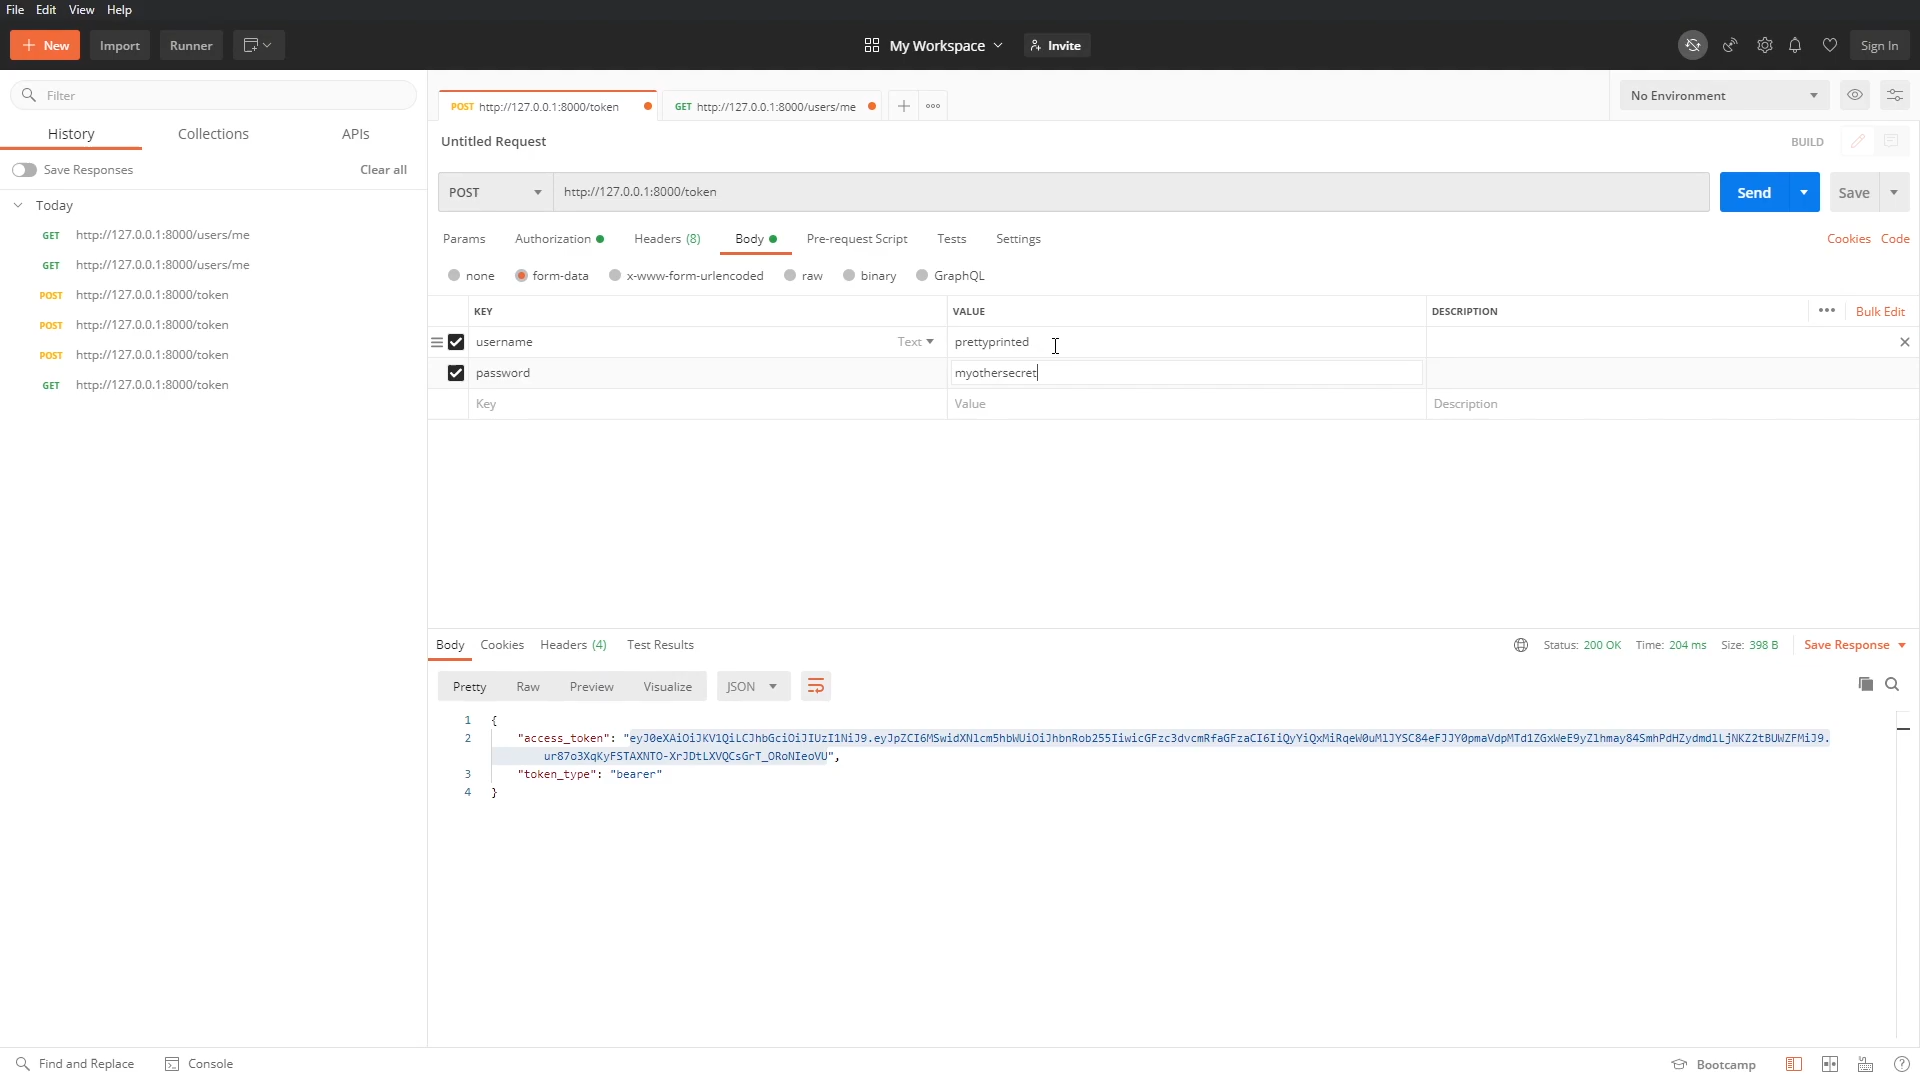 File Edit View Help
New Import Runner My Workspace Invite Sign In
Filter
History Collections APIs
Save Responses Clear all
Today
GET http://127.0.0.1:8000/users/me
GET http://127.0.0.1:8000/users/me
POST http://127.0.0.1:8000/token
POST http://127.0.0.1:8000/token
POST http://127.0.0.1:8000/token
GET http://127.0.0.1:8000/token
POST http://127.0.0.1:8000/token GET http://127.0.0.1:8000/users/me No Environment
Untitled Request BUILD
POST http://127.0.0.1:8000/token Send Save
Params Authorization Headers (8) Body Pre-request Script Tests Settings Cookies Code
none form-data x-www-form-urlencoded raw binary GraphQL
KEY VALUE DESCRIPTION Bulk Edit
username Text prettyprinted
password myothersecret
Key Value Description
Body Cookies Headers (4) Test Results Status: 200 OK Time: 204 ms Size: 398 B Save Response
Pretty Raw Preview Visualize JSON
1 {
2 "access_token":
3 "token_type": "bearer"
4 }
Find and Replace Console Bootcamp